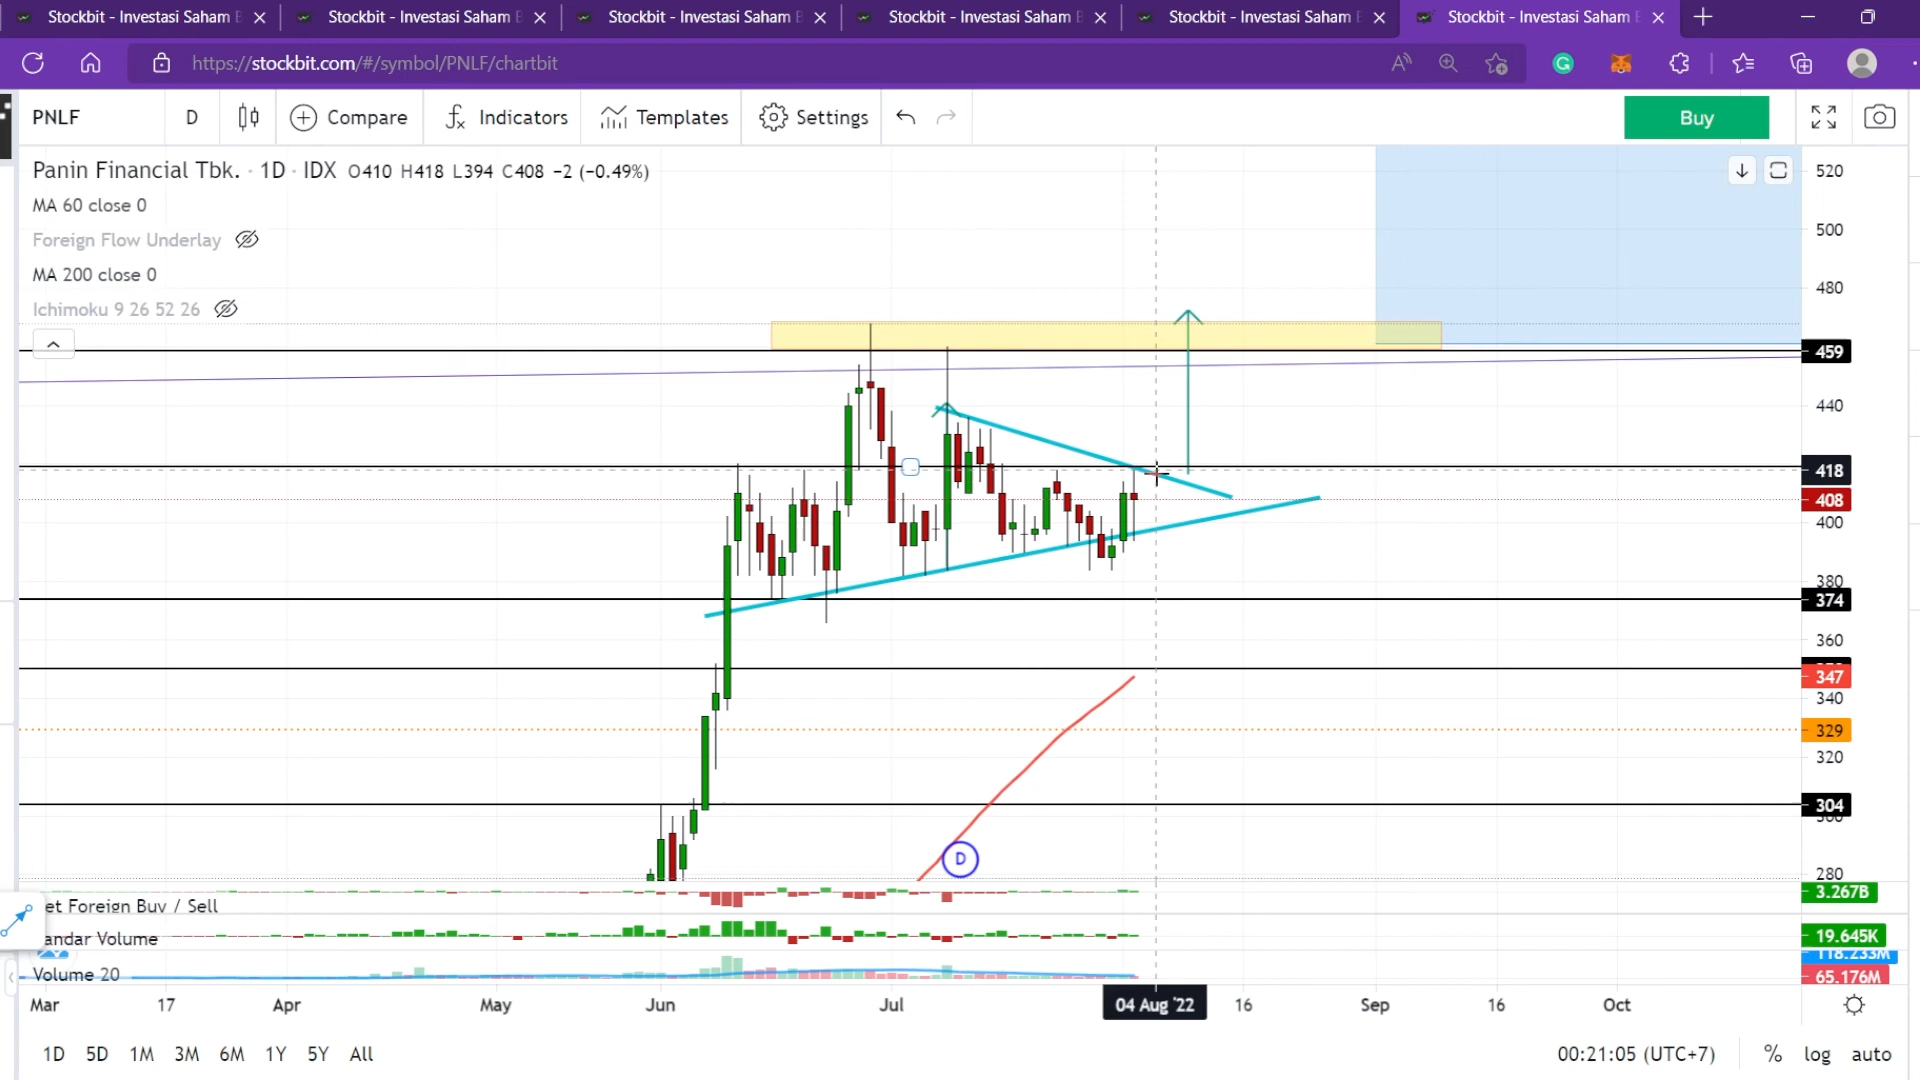 Stockbit - Investasi Saham B
Stockbit - Investasi Saham B
Stockbit - Investasi Saham B
Stockbit - Investasi Saham B
Stockbit - Investasi Saham B
Stockbit - Investasi Saham B
https://stockbit.com/#/symbol/PNLF/chartbit
PNLF
D
Compare
Indicators
Templates
Settings
Buy
Panin Financial Tbk. · 1D · IDX O410 H418 L394 C408 −2 (−0.49%)
MA 60 close 0
Foreign Flow Underlay
MA 200 close 0
Ichimoku 9 26 52 26
520
500
480
459
440
418
408
400
380
374
360
347
340
329
320
304
300
280
D
et Foreign Buy / Sell
3.267B
andar Volume
19.645K
Volume 20
118.233M
65.176M
Mar 17 Apr May Jun Jul 04 Aug '22 16 Sep 16 Oct
1D 5D 1M 3M 6M 1Y 5Y All
00:21:05 (UTC+7) % log auto